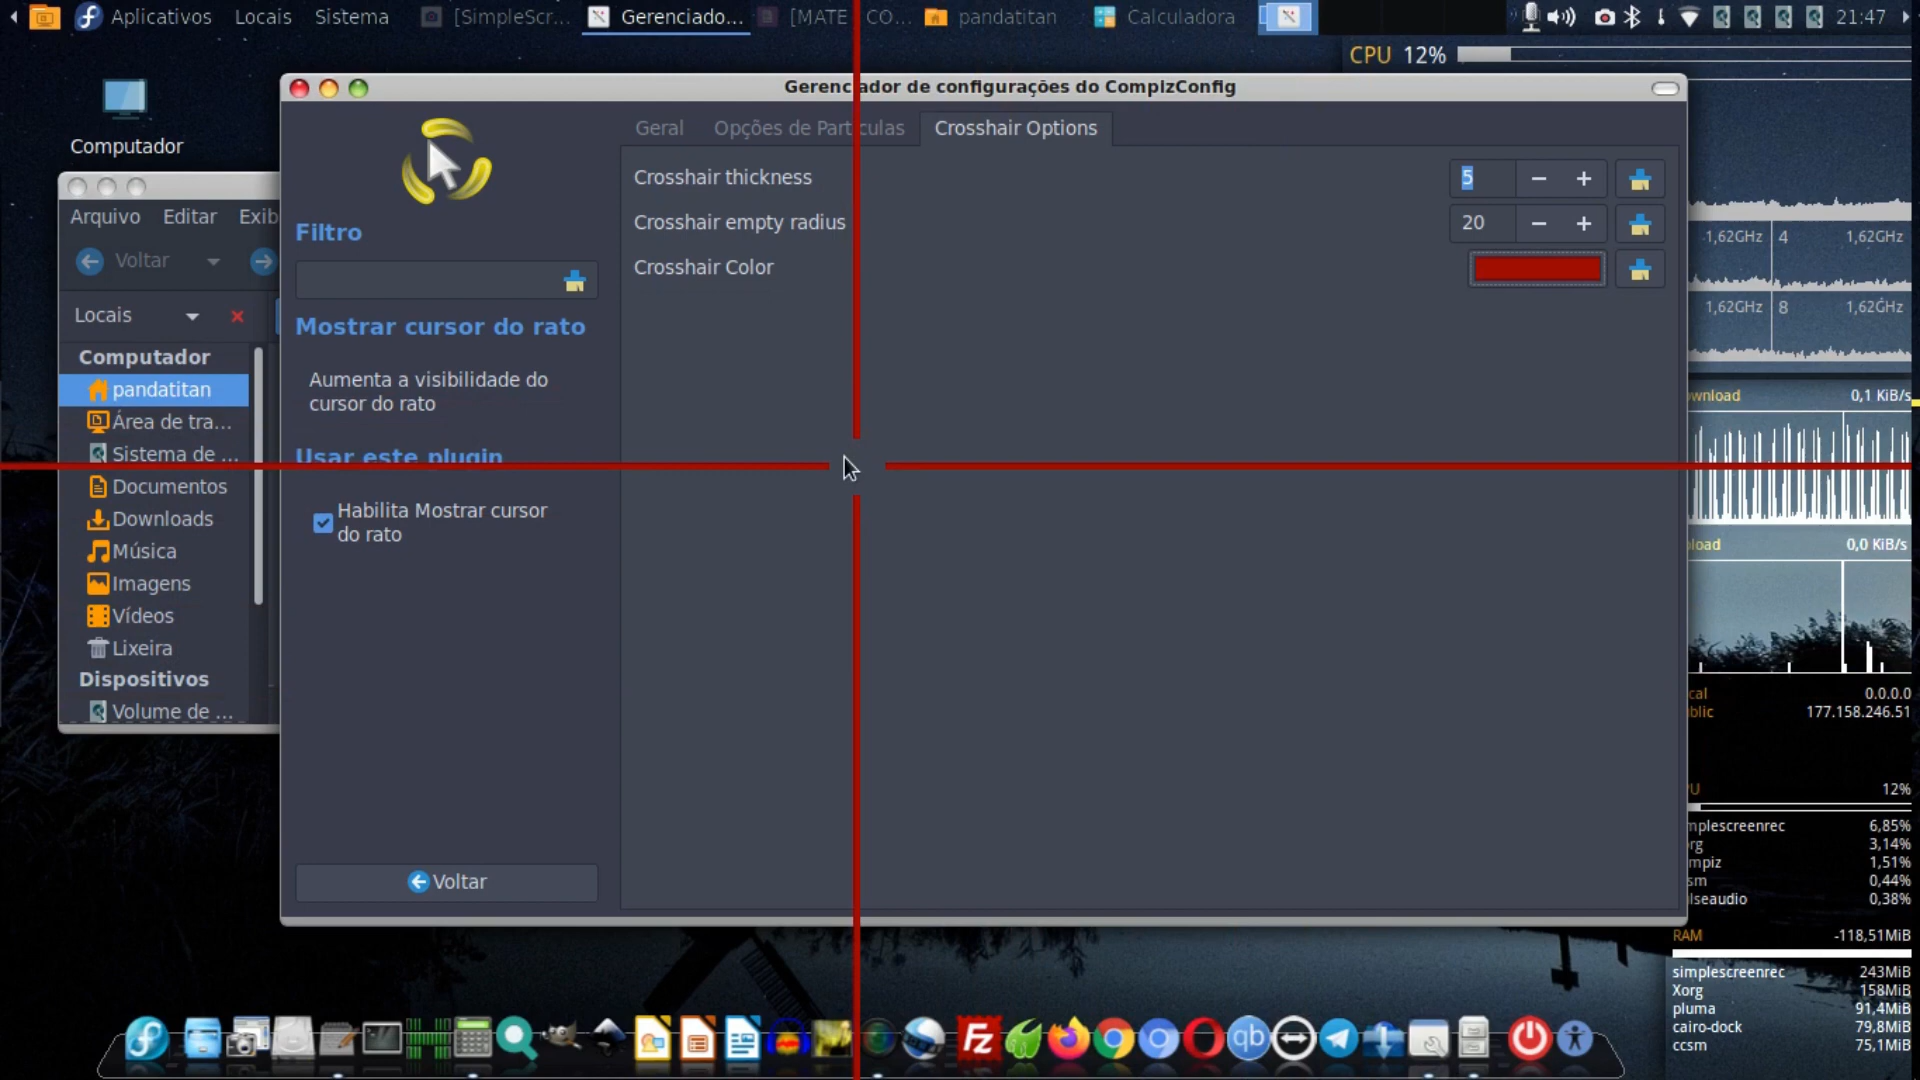 Aplicativos Locais Sistema [SimpleScr... Gerenciado... [MATE CO... pandatitan Calculadora 21:47
CPU 12%
Computador
Gerenciador de configurações do CompizConfig
Geral Opções de Partículas Crosshair Options
Crosshair thickness 5 − +
Crosshair empty radius 20 − +
Crosshair Color
Filtro
Mostrar cursor do rato
Aumenta a visibilidade do
cursor do rato
Usar este plugin
Habilita Mostrar cursor
do rato
Voltar
Arquivo Editar Exib
Voltar
Locais
Computador
pandatitan
Área de tra...
Sistema de ...
Documentos
Downloads
Música
Imagens
Vídeos
Lixeira
Dispositivos
Volume de ...
1,62GHz 4 1,62GHz
1,62GHz 8 1,62GHz
wnload 0,1 KiB/s
load 0,0 KiB/s
cal 0.0.0.0
blic 177.158.246.51
U 12%
mplescreenrec 6,85%
rg 3,14%
mpiz 1,51%
sm 0,44%
lseaudio 0,38%
RAM -118,51MiB
simplescreenrec 243MiB
Xorg 158MiB
pluma 91,4MiB
cairo-dock 79,8MiB
ccsm 75,1MiB
Fz
qb